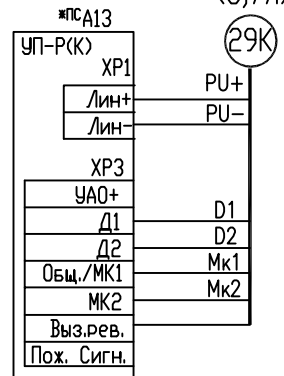 *ПСА13
29К
УП-Р(К)
ХР1
Лин+ PU+
Лин- PU-
ХР3
УАО+
Д1 D1
Д2 D2
Общ./МК1 Мк1
МК2 Мк2
Выз.рев.
Пож. Сигн.